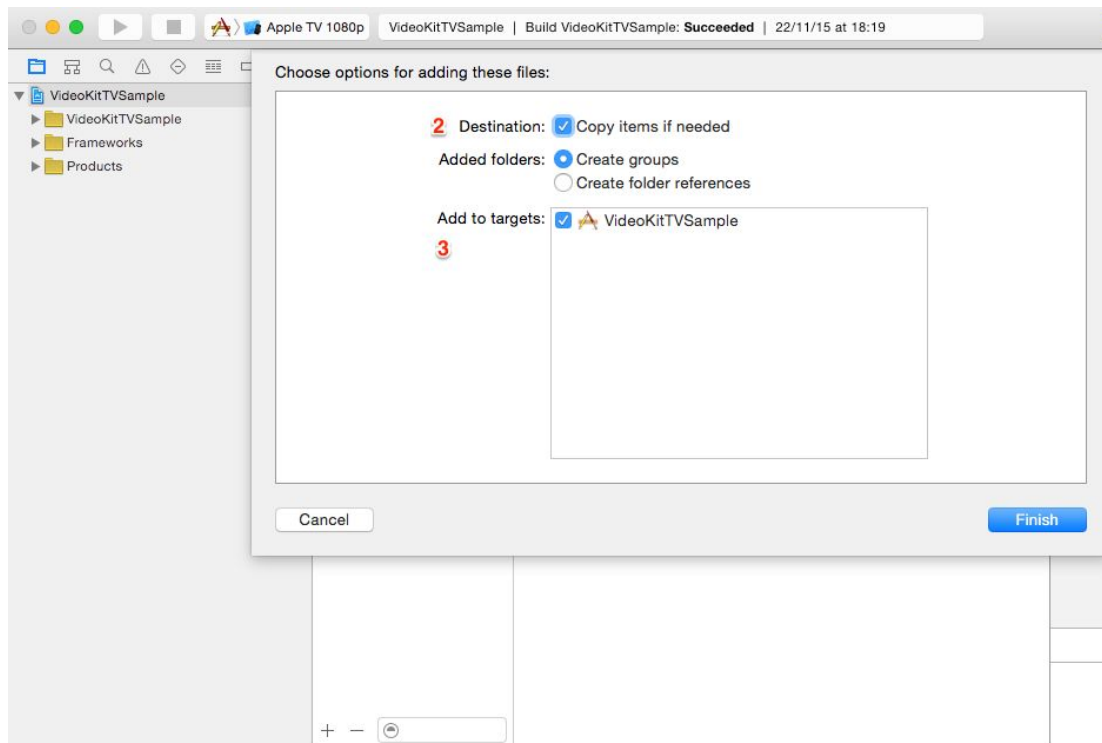 Apple TV 1080p VideoKitTVSample | Build VideoKitTVSample: Succeeded | 22/11/15 at 18:19
Choose options for adding these files:
VideoKitTVSample
VideoKitTVSample
Frameworks
Products
2 Destination: Copy items if needed
Added folders: Create groups
Create folder references
Add to targets: VideoKitTVSample
3
Cancel Finish